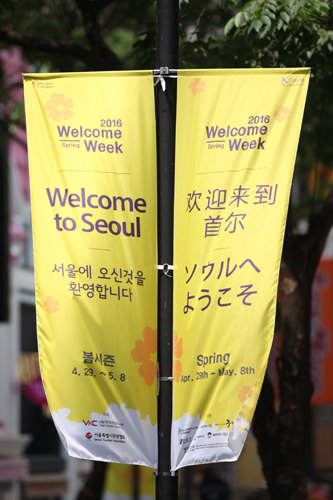 2016
Welcome
Spring Week
Welcome
to Seoul
서울에 오신것을
환영합니다
봄시즌
4. 29. ~ 5. 8
2016
Welcome
Spring Week
欢迎来到
首尔
ソウルへ
ようこそ
Spring
Apr. 29th - May. 8th